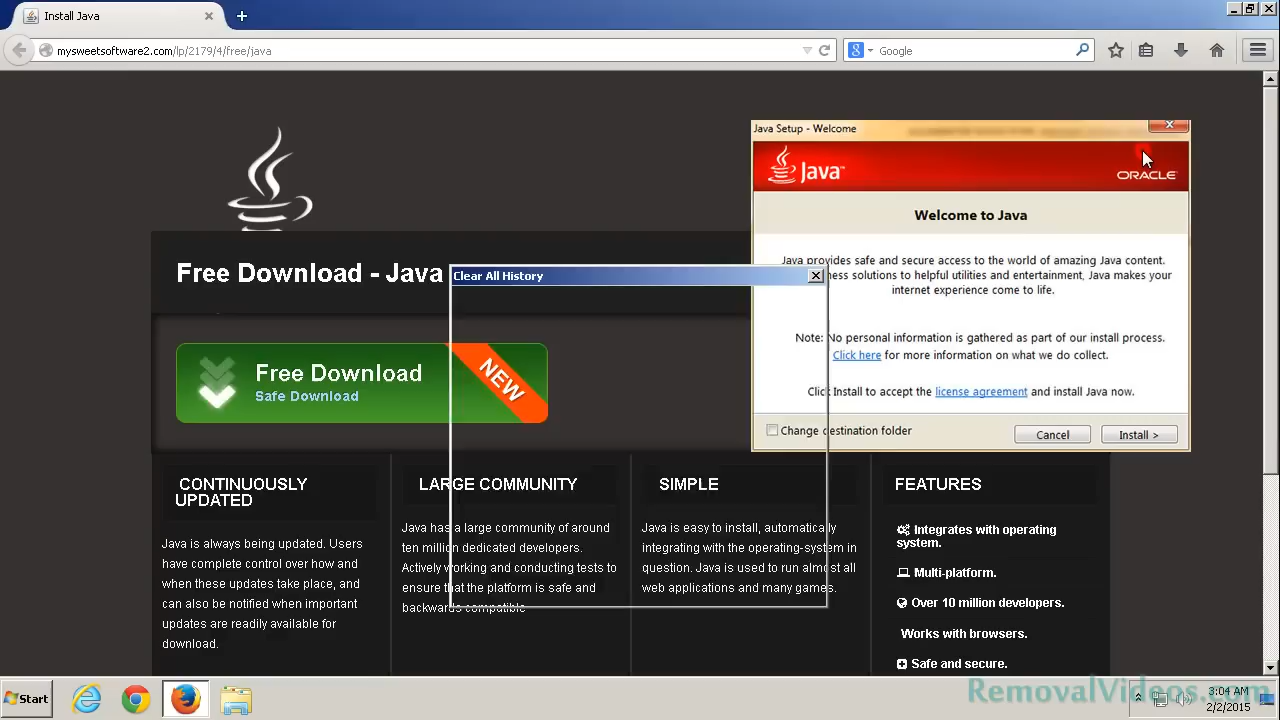 Install Java
mysweetsoftware2.com/lp/2179/4/free/java
Google
Java Setup - Welcome
Java™
ORACLE
Welcome to Java
Java provides safe and secure access to the world of amazing Java content.
ness solutions to helpful utilities and entertainment, Java makes your
internet experience come to life.
Note: No personal information is gathered as part of our install process.
Click here for more information on what we do collect.
Click Install to accept the license agreement and install Java now.
Change destination folder
Cancel
Install >
Free Download - Java
Clear All History
Free Download
Safe Download
NEW
CONTINUOUSLY
UPDATED
Java is always being updated. Users
have complete control over how and
when these updates take place, and
can also be notified when important
updates are readily available for
download.
LARGE COMMUNITY
Java has a large community of around
ten million dedicated developers.
Actively working and conducting tests to
ensure that the platform is safe and
backwards compatible
SIMPLE
Java is easy to install, automatically
integrating with the operating-system in
question. Java is used to run almost all
web applications and many games.
FEATURES
Integrates with operating
system.
Multi-platform.
Over 10 million developers.
Works with browsers.
Safe and secure.
Start
RemovalVideos.com
3:04 AM
2/2/2015